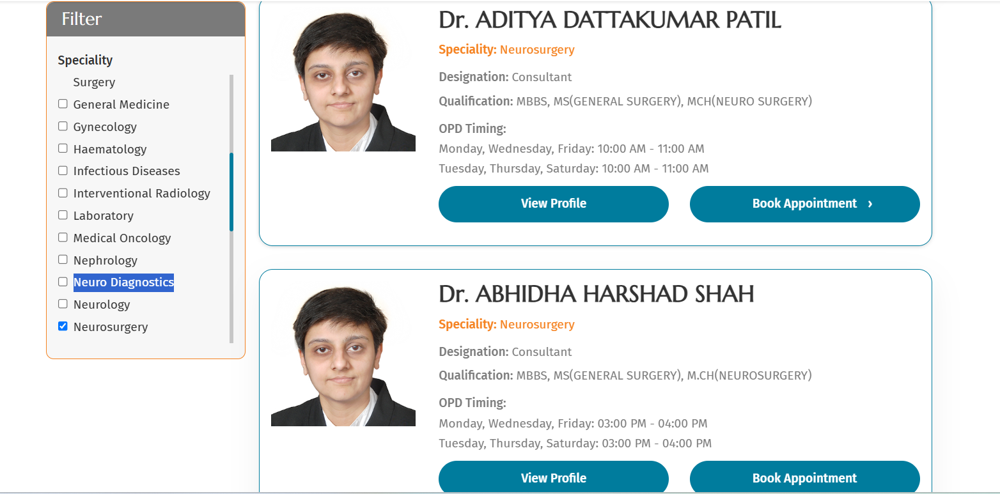 Filter
Speciality
Surgery
General Medicine
Gynecology
Haematology
Infectious Diseases
Interventional Radiology
Laboratory
Medical Oncology
Nephrology
Neuro Diagnostics
Neurology
Neurosurgery
Dr. ADITYA DATTAKUMAR PATIL
Speciality: Neurosurgery
Designation: Consultant
Qualification: MBBS, MS(GENERAL SURGERY), MCH(NEURO SURGERY)
OPD Timing:
Monday, Wednesday, Friday: 10:00 AM - 11:00 AM
Tuesday, Thursday, Saturday: 10:00 AM - 11:00 AM
View Profile
Book Appointment ›
Dr. ABHIDHA HARSHAD SHAH
Speciality: Neurosurgery
Designation: Consultant
Qualification: MBBS, MS(GENERAL SURGERY), M.CH(NEUROSURGERY)
OPD Timing:
Monday, Wednesday, Friday: 03:00 PM - 04:00 PM
Tuesday, Thursday, Saturday: 03:00 PM - 04:00 PM
View Profile
Book Appointment